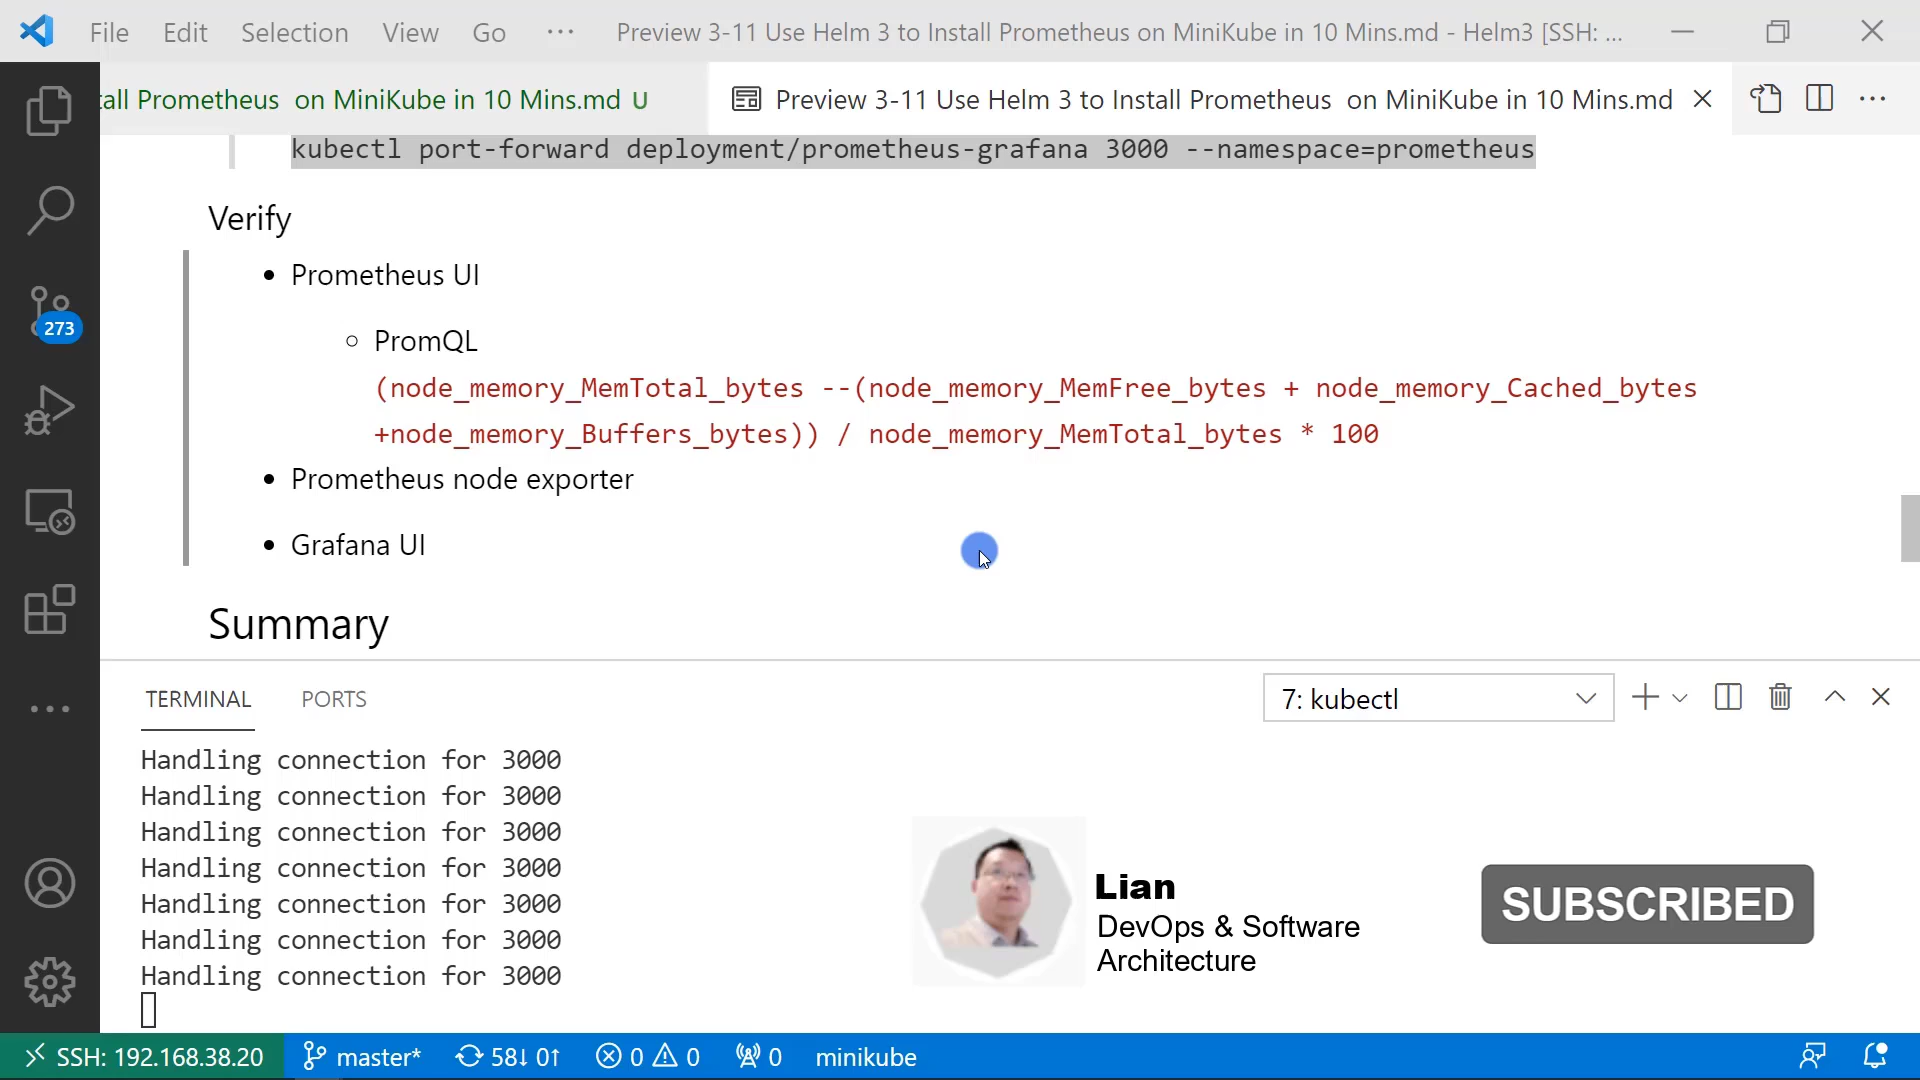 File Edit Selection View Go ··· Preview 3-11 Use Helm 3 to Install Prometheus on MiniKube in 10 Mins.md - Helm3 [SSH: ...
tall Prometheus on MiniKube in 10 Mins.md U
Preview 3-11 Use Helm 3 to Install Prometheus on MiniKube in 10 Mins.md
kubectl port-forward deployment/prometheus-grafana 3000 --namespace=prometheus
Verify
• Prometheus UI
○ PromQL
(node_memory_MemTotal_bytes --(node_memory_MemFree_bytes + node_memory_Cached_bytes
+node_memory_Buffers_bytes)) / node_memory_MemTotal_bytes * 100
• Prometheus node exporter
• Grafana UI
Summary
273
TERMINAL PORTS 7: kubectl
Handling connection for 3000
Handling connection for 3000
Handling connection for 3000
Handling connection for 3000
Handling connection for 3000
Handling connection for 3000
Handling connection for 3000
Lian
DevOps & Software
Architecture
SUBSCRIBED
SSH: 192.168.38.20 master* 58↓ 0↑ 0 0 0 minikube